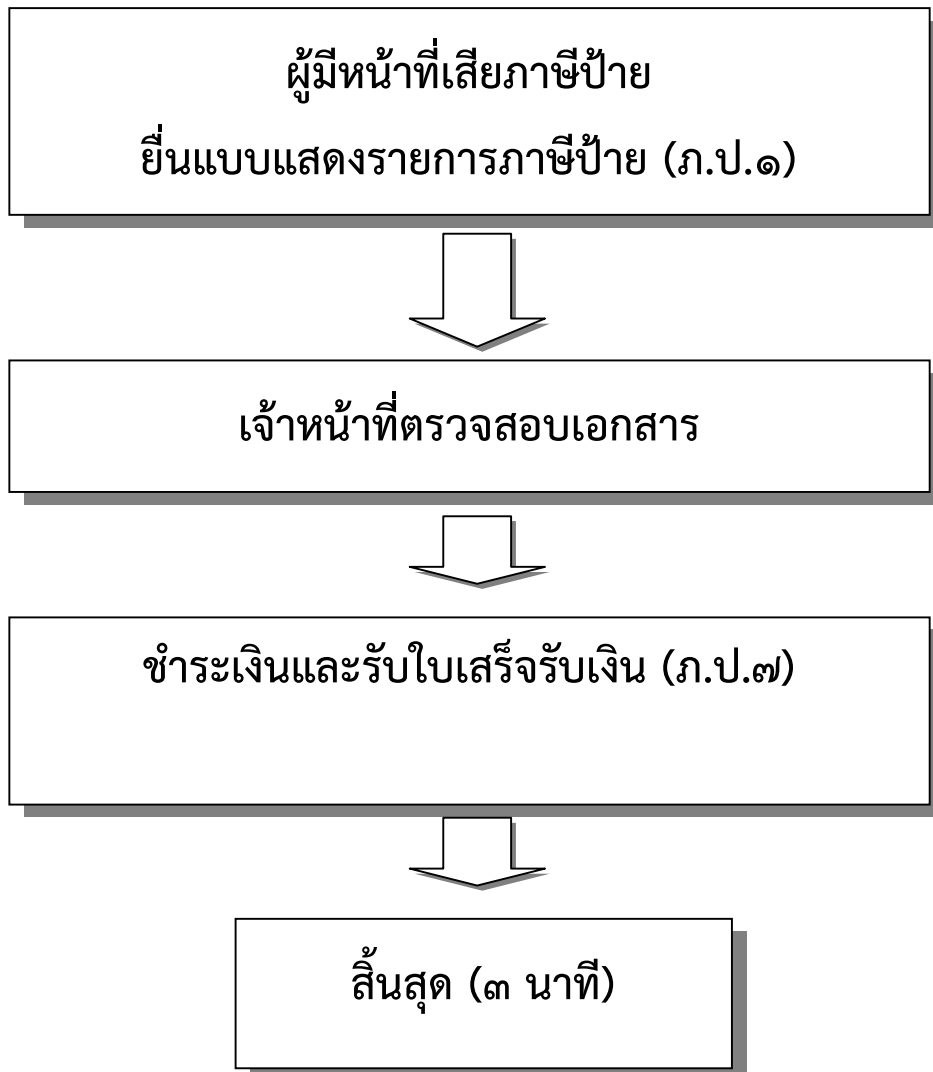 ผู้มีหน้าที่เสียภาษีป้าย
ยื่นแบบแสดงรายการภาษีป้าย (ภ.ป.๑)
เจ้าหน้าที่ตรวจสอบเอกสาร
ชำระเงินและรับใบเสร็จรับเงิน (ภ.ป.๗)
สิ้นสุด (๓ นาที)